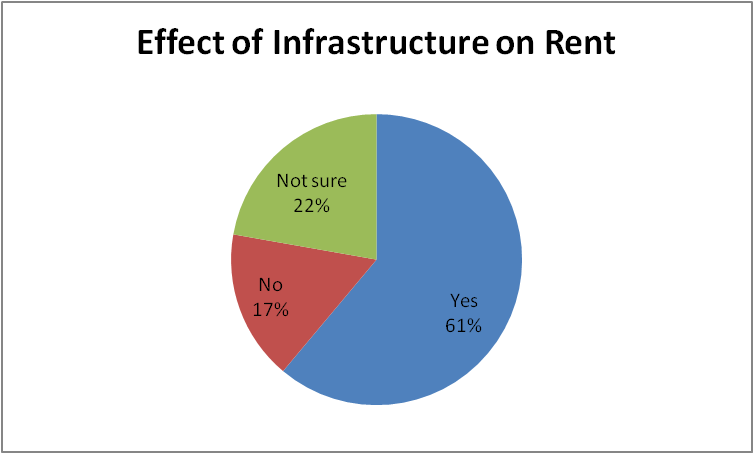 Effect of Infrastructure on Rent
Not sure
22%
No
17%
Yes
61%